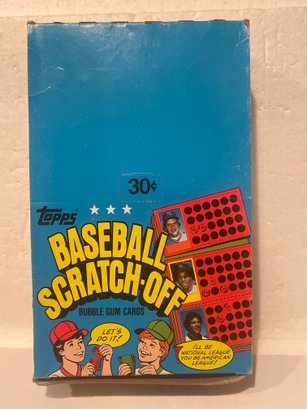 30¢
Topps
BASEBALL
SCRATCH-OFF
BUBBLE GUM CARDS
LET'S
DO IT!
I'LL BE
NATIONAL LEAGUE
YOU BE AMERICAN
LEAGUE!